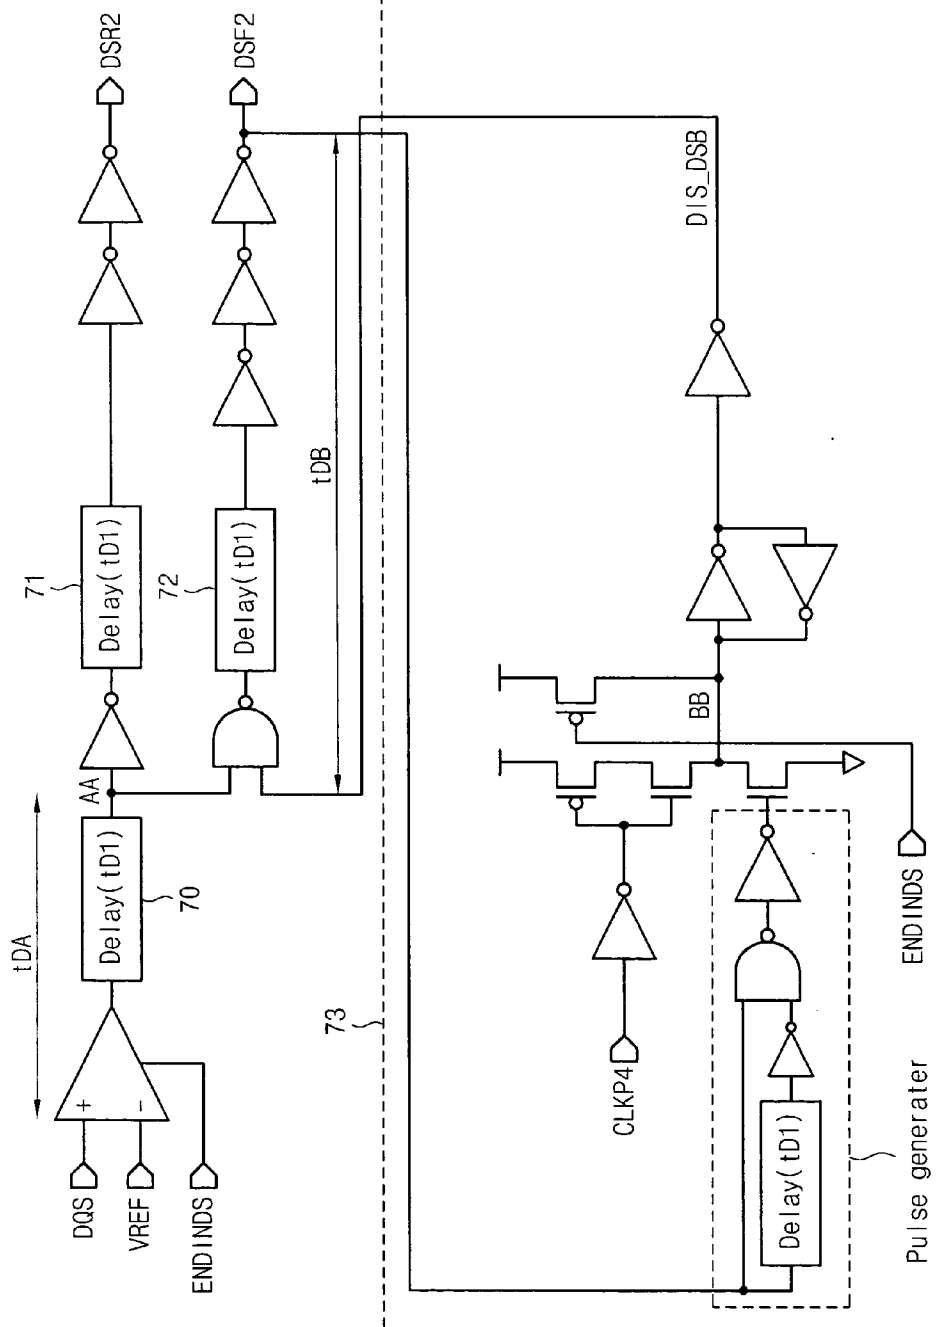 DQS
VREF
ENDINDS
+
-
tDA
Delay(tD1)
70
AA
71
Delay(tD1)
DSR2
72
Delay(tD1)
DSF2
tDB
73
CLKP4
BB
DIS_DSB
Delay(tD1)
Pulse generater
ENDINDS